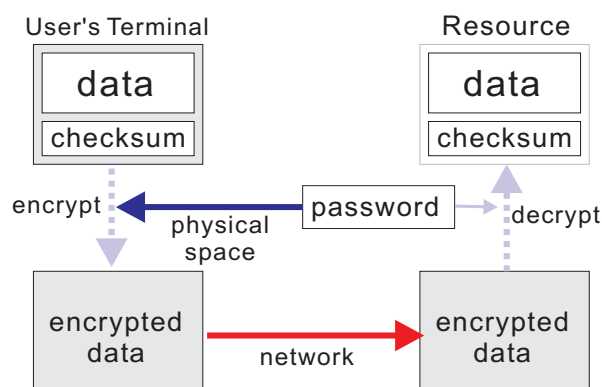 User's Terminal
Resource
data
data
checksum
checksum
encrypt
password
decrypt
physical
space
encrypted
data
encrypted
data
network